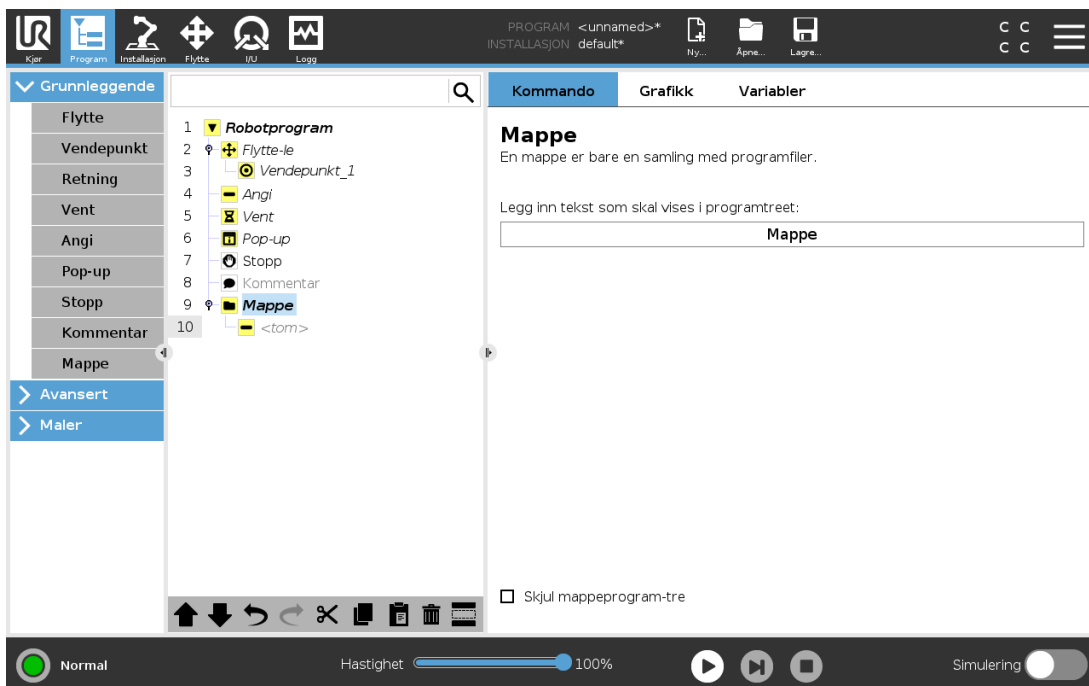 PROGRAM <unnamed>*
INSTALLASJON default*
C C
C C
Kjør Program Installasjon Flytte I/U Logg Ny... Åpne... Lagre...
Grunnleggende
Flytte
Vendepunkt
Retning
Vent
Angi
Pop-up
Stopp
Kommentar
Mappe
Avansert
Maler
1 Robotprogram
2 Flytte-le
3 Vendepunkt_1
4 Angi
5 Vent
6 Pop-up
7 Stopp
8 Kommentar
9 Mappe
10 <tom>
Kommando Grafikk Variabler
Mappe
En mappe er bare en samling med programfiler.
Legg inn tekst som skal vises i programtreet:
Mappe
Skjul mappeprogram-tre
Normal Hastighet 100% Simulering